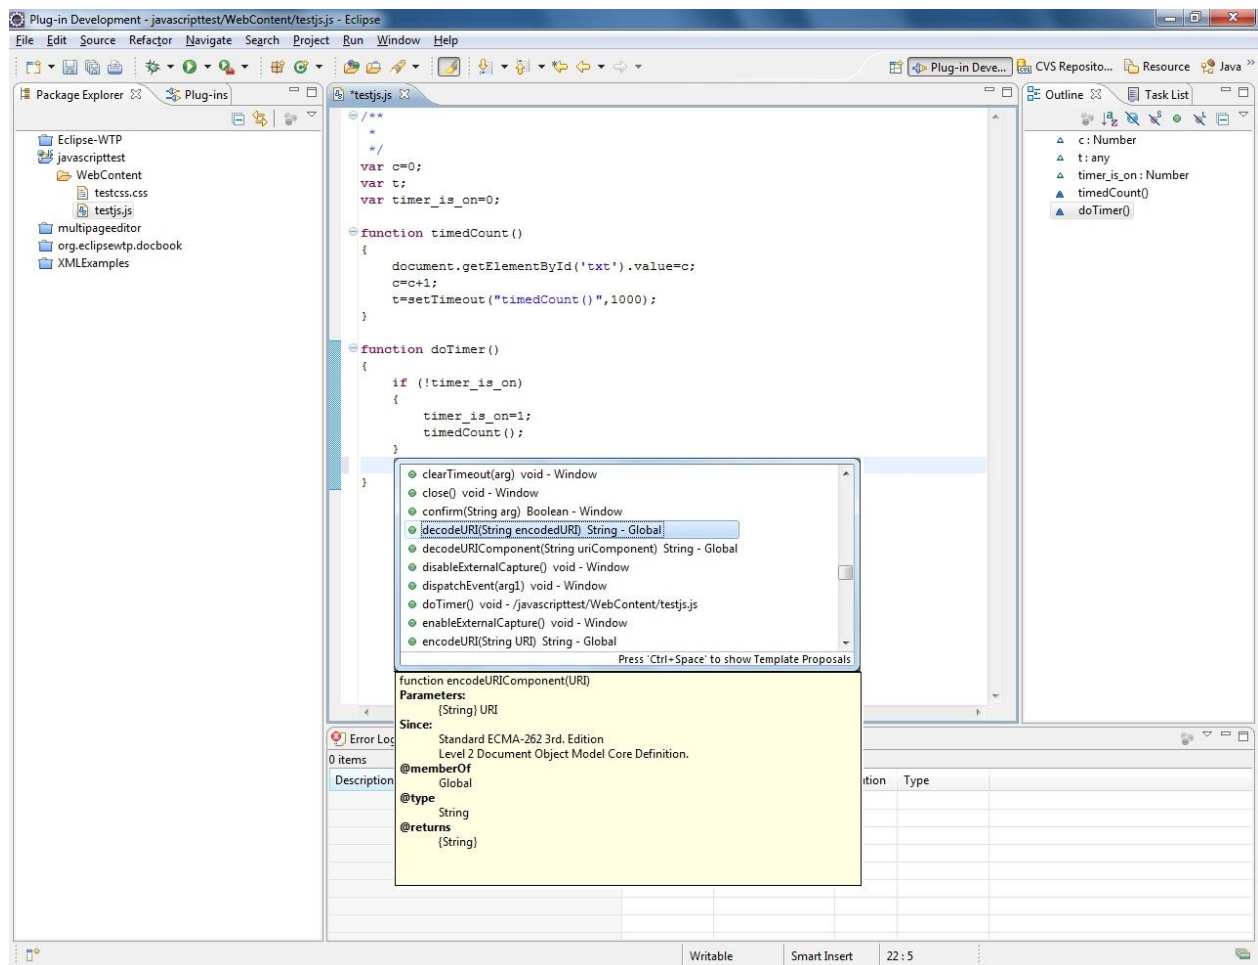 Plug-in Development - javascripttest/WebContent/testjs.js - Eclipse
File Edit Source Refactor Navigate Search Project Run Window Help
Plug-in Deve... CVS Reposito... Resource Java »
Package Explorer Plug-ins
Eclipse-WTP
javascripttest
WebContent
testcss.css
testjs.js
multipageeditor
org.eclipsewtp.docbook
XMLExamples
*testjs.js
/**
*
*/
var c=0;
var t;
var timer_is_on=0;
function timedCount()
{
document.getElementById('txt').value=c;
c=c+1;
t=setTimeout("timedCount()",1000);
}
function doTimer()
{
if (!timer_is_on)
{
timer_is_on=1;
timedCount();
}
}
clearTimeout(arg) void - Window
close() void - Window
confirm(String arg) Boolean - Window
decodeURI(String encodedURI) String - Global
decodeURIComponent(String uriComponent) String - Global
disableExternalCapture() void - Window
dispatchEvent(arg1) void - Window
doTimer() void - /javascripttest/WebContent/testjs.js
enableExternalCapture() void - Window
encodeURI(String URI) String - Global
Press 'Ctrl+Space' to show Template Proposals
function encodeURIComponent(URI)
Parameters:
{String} URI
Since:
Standard ECMA-262 3rd. Edition
Level 2 Document Object Model Core Definition.
@memberOf
Global
@type
String
@returns
{String}
Outline Task List
c : Number
t : any
timer_is_on : Number
timedCount()
doTimer()
Error Log
0 items
Description Type
Writable Smart Insert 22 : 5